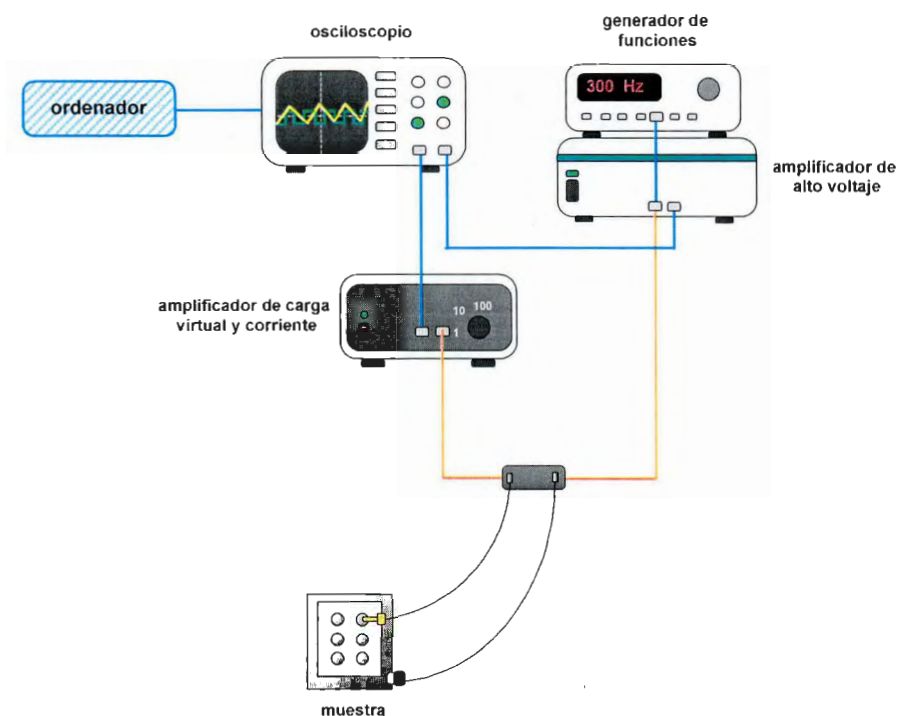 osciloscopio
generador de
funciones
ordenador
300 Hz
amplificador de
alto voltaje
amplificador de carga
virtual y corriente
10 100
1
muestra